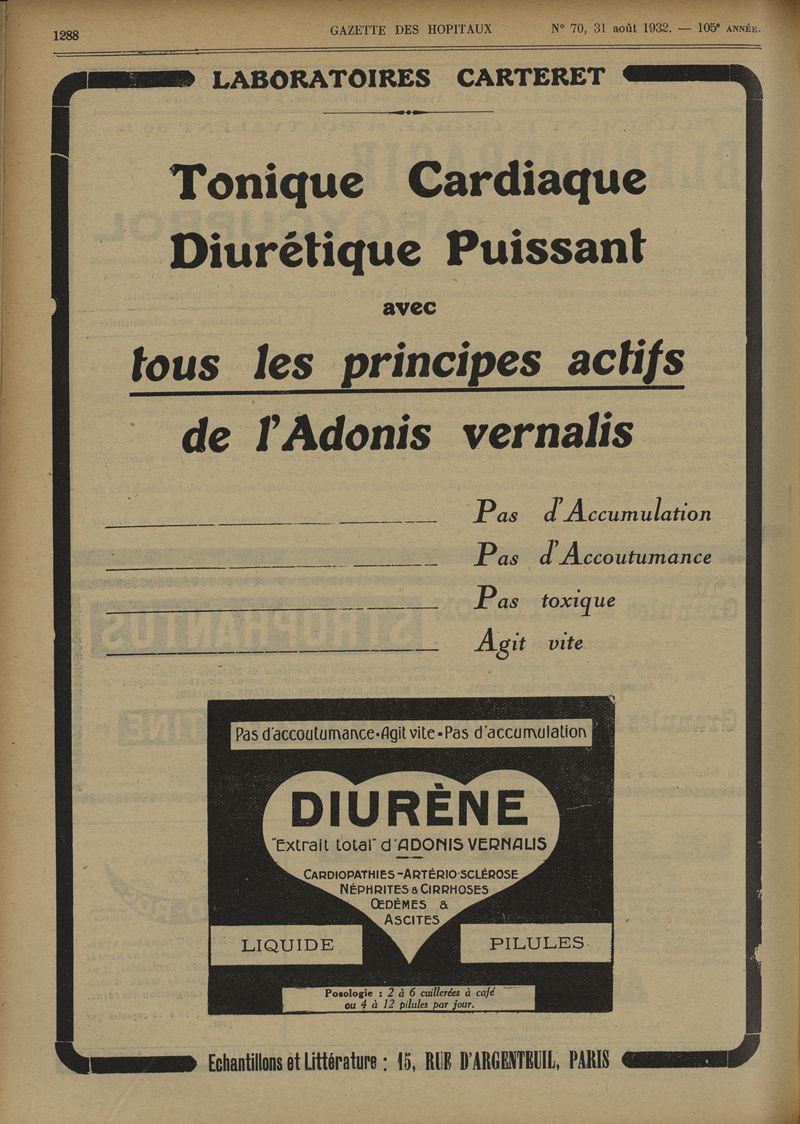 1288
GAZETTE DES HOPITAUX
N° 70, 31 août 1932. — 105e ANNÉE.
LABORATOIRES CARTERET
Tonique Cardiaque
Diurétique Puissant
avec
tous les principes actifs
de l'Adonis vernalis
Pas d'Accumulation
Pas d'Accoutumance
Pas toxique
Agit vite
Pas d'accoutumance-Agit vite-Pas d'accumulation
DIURÈNE
"Extrait total" d'ADONIS VERNALIS
CARDIOPATHIES-ARTÉRIO-SCLÉROSE
NÉPHRITES & CIRRHOSES
ŒDÈMES &
ASCITES
LIQUIDE
PILULES
Posologie : 2 à 6 cuillerées à café
ou 4 à 12 pilules par jour.
Echantillons et Littérature : 15, RUE D'ARGENTEUIL, PARIS